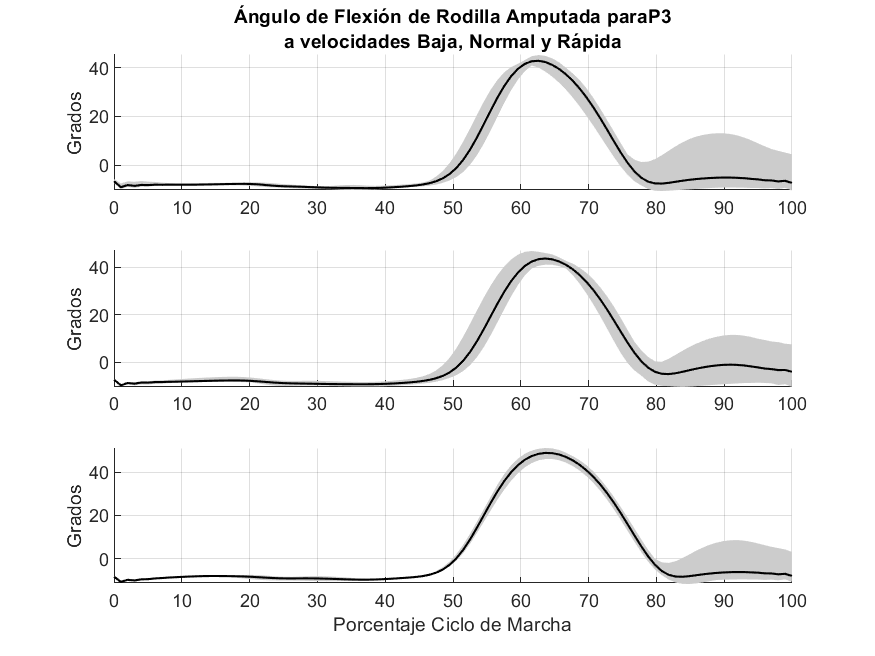 Ángulo de Flexión de Rodilla Amputada paraP3
a velocidades Baja, Normal y Rápida
Grados
40
20
0
0 10 20 30 40 50 60 70 80 90 100
Grados
40
20
0
0 10 20 30 40 50 60 70 80 90 100
Grados
40
20
0
0 10 20 30 40 50 60 70 80 90 100
Porcentaje Ciclo de Marcha